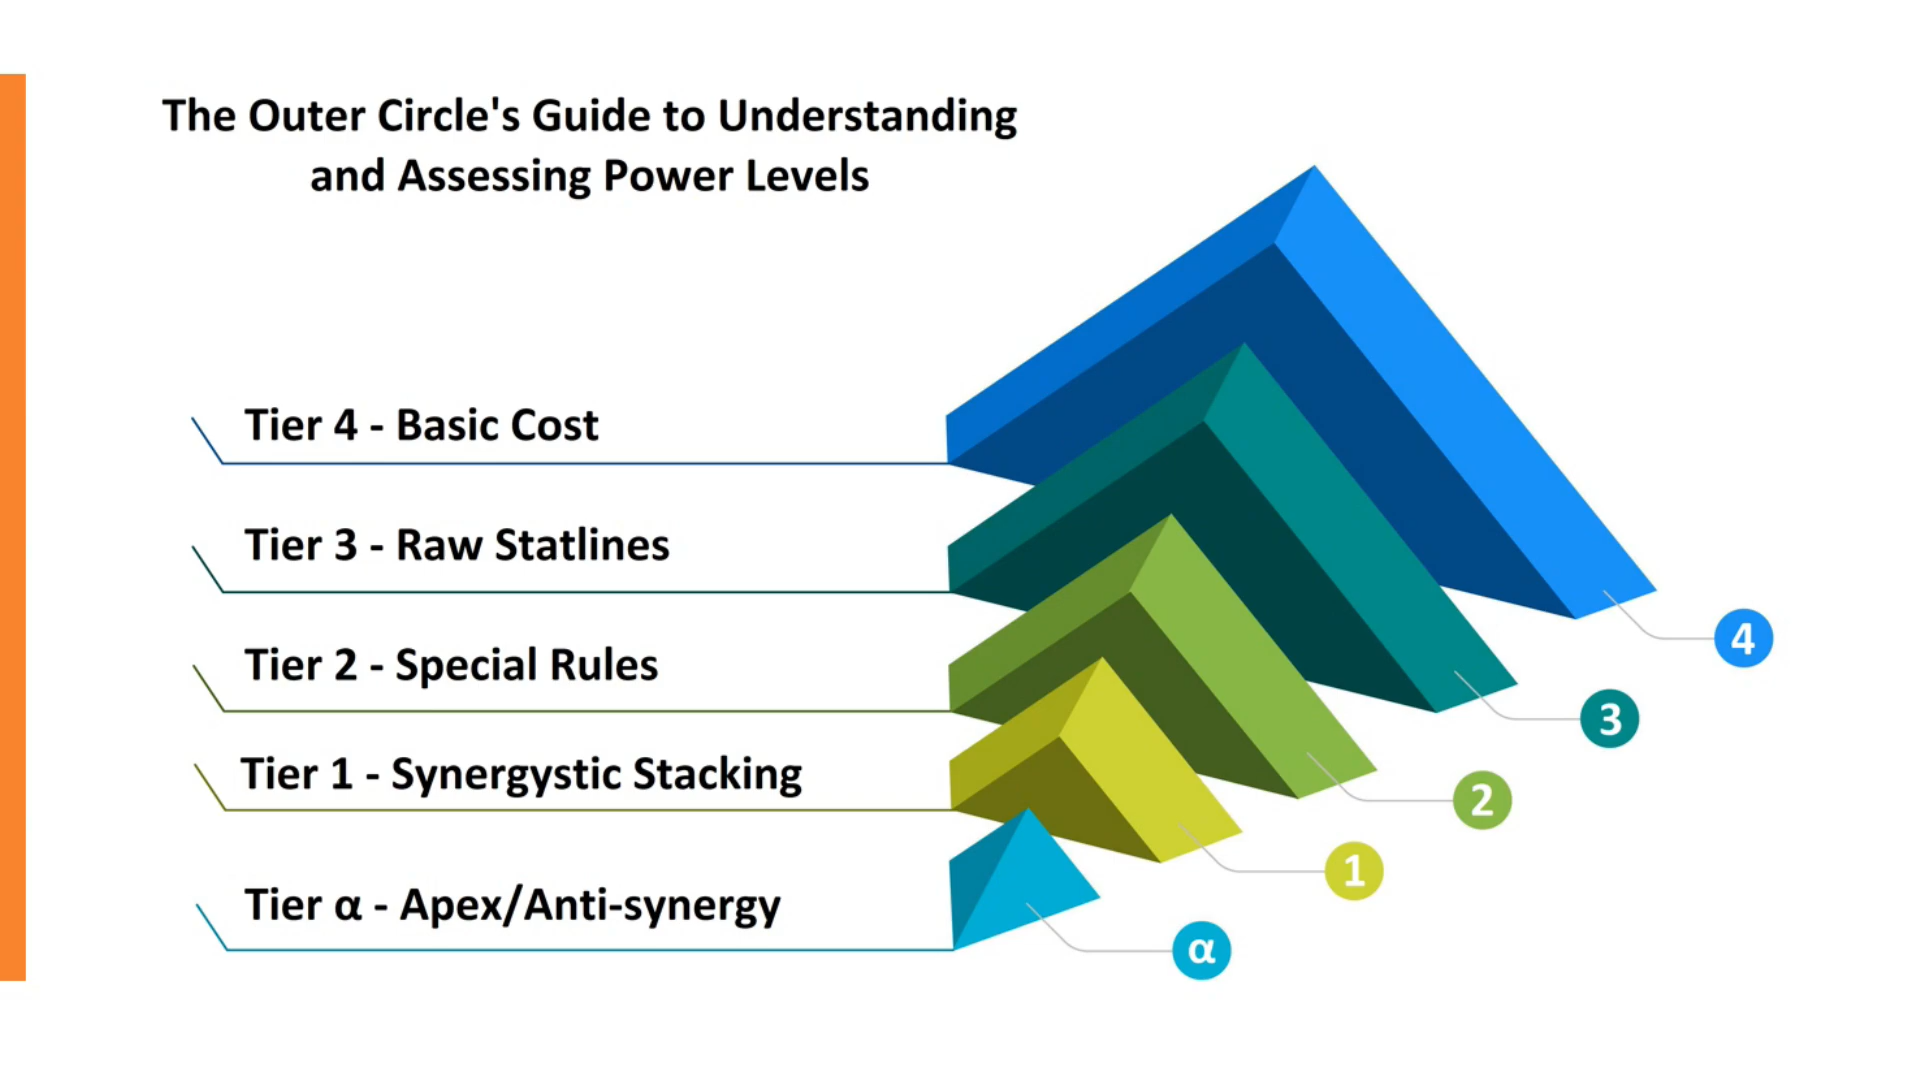 The Outer Circle's Guide to Understanding
and Assessing Power Levels
Tier 4 - Basic Cost
Tier 3 - Raw Statlines
Tier 2 - Special Rules
Tier 1 - Synergystic Stacking
Tier α - Apex/Anti-synergy
4
3
2
1
α